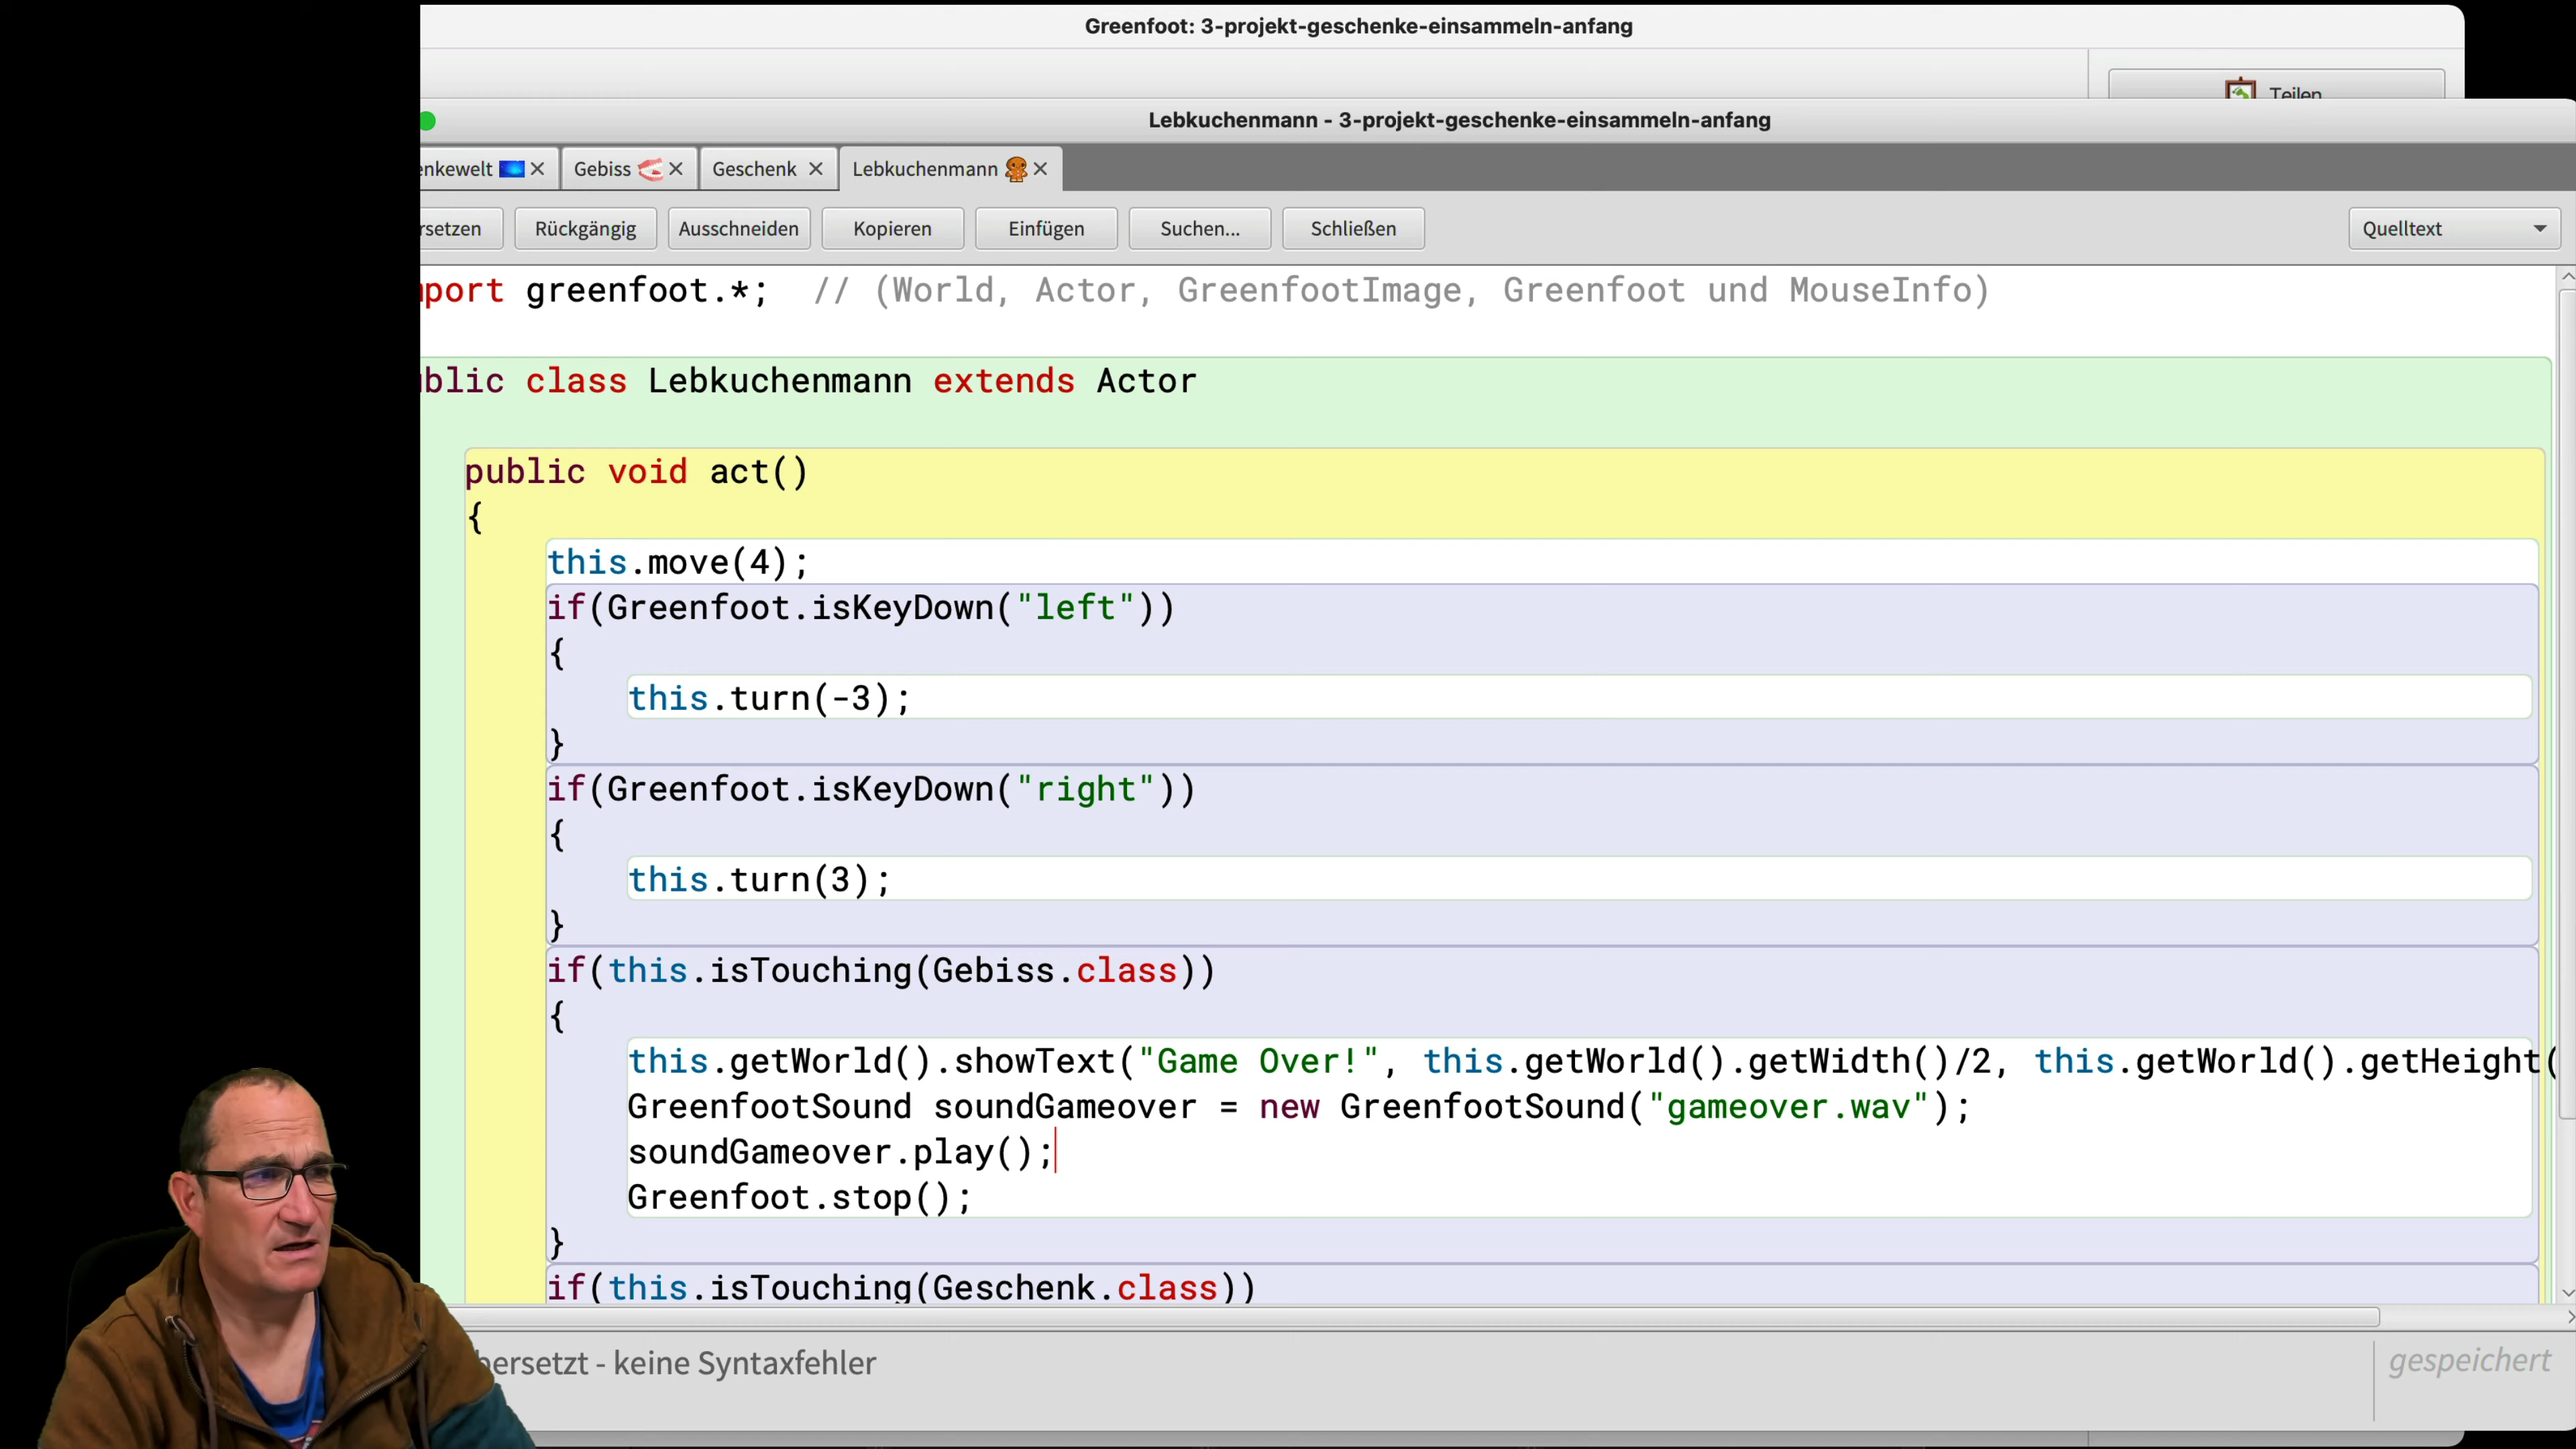 Greenfoot: 3-projekt-geschenke-einsammeln-anfang
Teilen
Lebkuchenmann - 3-projekt-geschenke-einsammeln-anfang
nkewelt Gebiss Geschenk Lebkuchenmann
rsetzen Rückgängig Ausschneiden Kopieren Einfügen Suchen... Schließen Quelltext
port greenfoot.*; // (World, Actor, GreenfootImage, Greenfoot und MouseInfo)
blic class Lebkuchenmann extends Actor
public void act()
{
this.move(4);
if(Greenfoot.isKeyDown("left"))
{
this.turn(-3);
}
if(Greenfoot.isKeyDown("right"))
{
this.turn(3);
}
if(this.isTouching(Gebiss.class))
{
this.getWorld().showText("Game Over!", this.getWorld().getWidth()/2, this.getWorld().getHeight(
GreenfootSound soundGameover = new GreenfootSound("gameover.wav");
soundGameover.play();
Greenfoot.stop();
}
if(this.isTouching(Geschenk.class))
bersetzt - keine Syntaxfehler
gespeichert